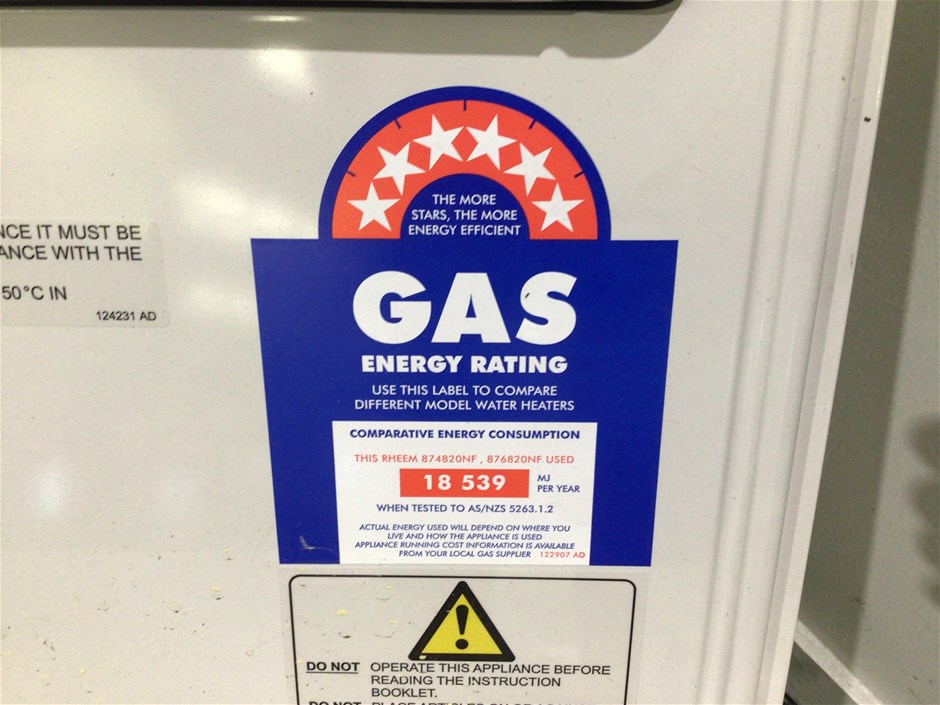 NCE IT MUST BE
ANCE WITH THE
50°C IN
124231 AD
THE MORE
STARS, THE MORE
ENERGY EFFICIENT
GAS
ENERGY RATING
USE THIS LABEL TO COMPARE
DIFFERENT MODEL WATER HEATERS
COMPARATIVE ENERGY CONSUMPTION
THIS RHEEM 874820NF , 876820NF USED
18 539 MJ
PER YEAR
WHEN TESTED TO AS/NZS 5263.1.2
ACTUAL ENERGY USED WILL DEPEND ON WHERE YOU
LIVE AND HOW THE APPLIANCE IS USED
APPLIANCE RUNNING COST INFORMATION IS AVAILABLE
FROM YOUR LOCAL GAS SUPPLIER 122907 AD
DO NOT OPERATE THIS APPLIANCE BEFORE
READING THE INSTRUCTION
BOOKLET.
DO NOT